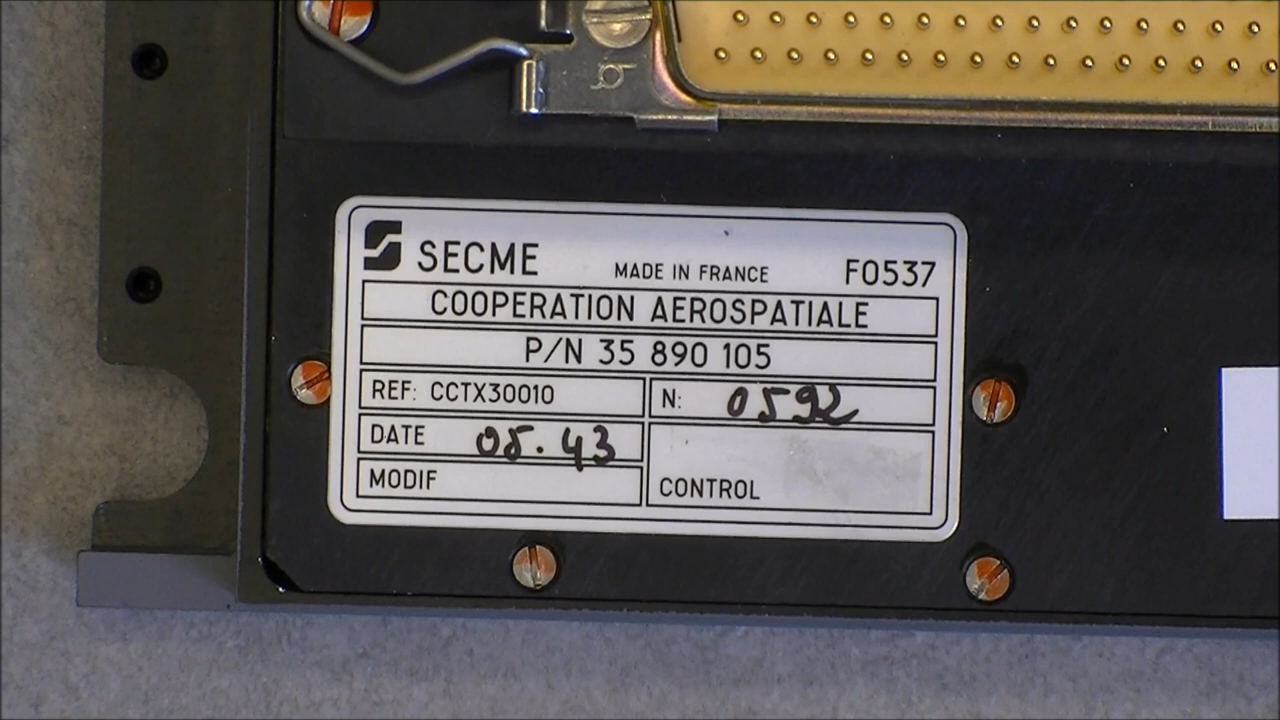 SECME MADE IN FRANCE F0537
COOPERATION AEROSPATIALE
P/N 35 890 105
REF: CCTX30010 N: 0592
DATE 05.43
MODIF
CONTROL